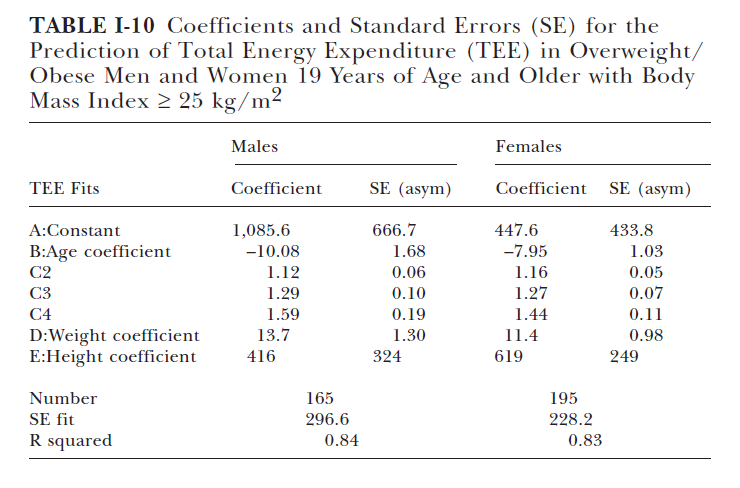 TABLE I-10 Coefficients and Standard Errors (SE) for the
Prediction of Total Energy Expenditure (TEE) in Overweight/
Obese Men and Women 19 Years of Age and Older with Body
Mass Index ≥ 25 kg/m²
Males Females
TEE Fits Coefficient SE (asym) Coefficient SE (asym)
A:Constant 1,085.6 666.7 447.6 433.8
B:Age coefficient –10.08 1.68 –7.95 1.03
C2 1.12 0.06 1.16 0.05
C3 1.29 0.10 1.27 0.07
C4 1.59 0.19 1.44 0.11
D:Weight coefficient 13.7 1.30 11.4 0.98
E:Height coefficient 416 324 619 249
Number 165 195
SE fit 296.6 228.2
R squared 0.84 0.83